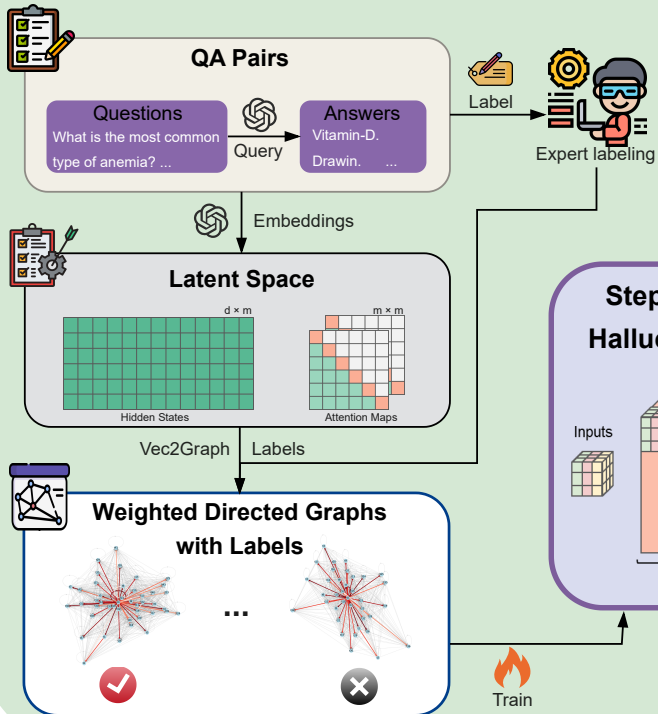 QA Pairs
Questions
What is the most common
type of anemia? ...
Query
Answers
Vitamin-D.
Drawin. ...
Label
Expert labeling
Embeddings
Latent Space
d × m
Hidden States
m × m
Attention Maps
Vec2Graph
Labels
Weighted Directed Graphs
with Labels
...
Train
Step
Inputs